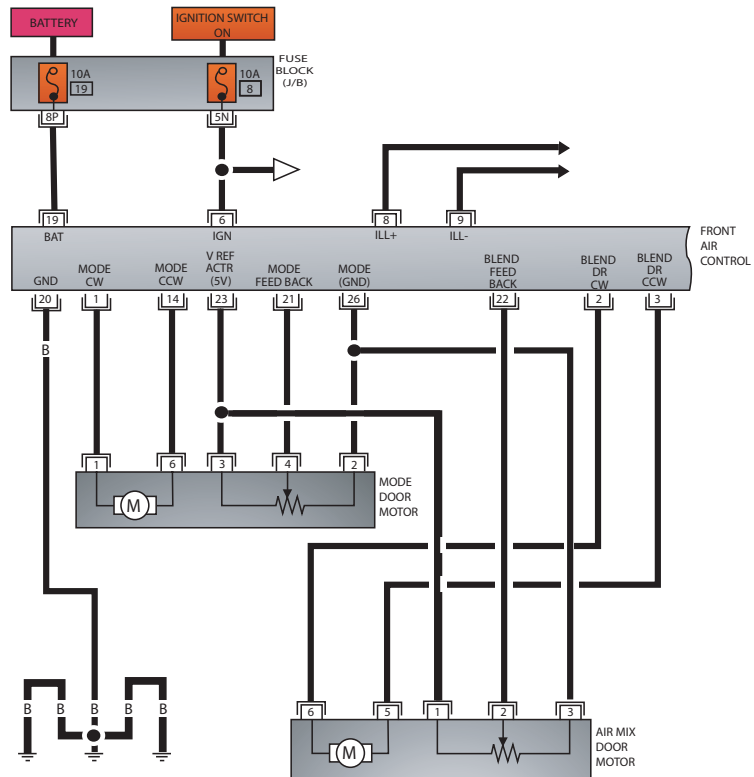 BATTERY
IGNITION SWITCH
ON
FUSE
BLOCK
(J/B)
10A
19
10A
8
8P
5N
19
6
8
9
BAT
IGN
ILL+
ILL-
FRONT
AIR
CONTROL
GND
MODE
CW
MODE
CCW
V REF
ACTR
(5V)
MODE
FEED BACK
MODE
(GND)
BLEND
FEED
BACK
BLEND
DR
CW
BLEND
DR
CCW
20
1
14
23
21
26
22
2
3
B
1
6
3
4
2
M
MODE
DOOR
MOTOR
B
B
B
B
B
6
5
1
2
3
M
AIR MIX
DOOR
MOTOR